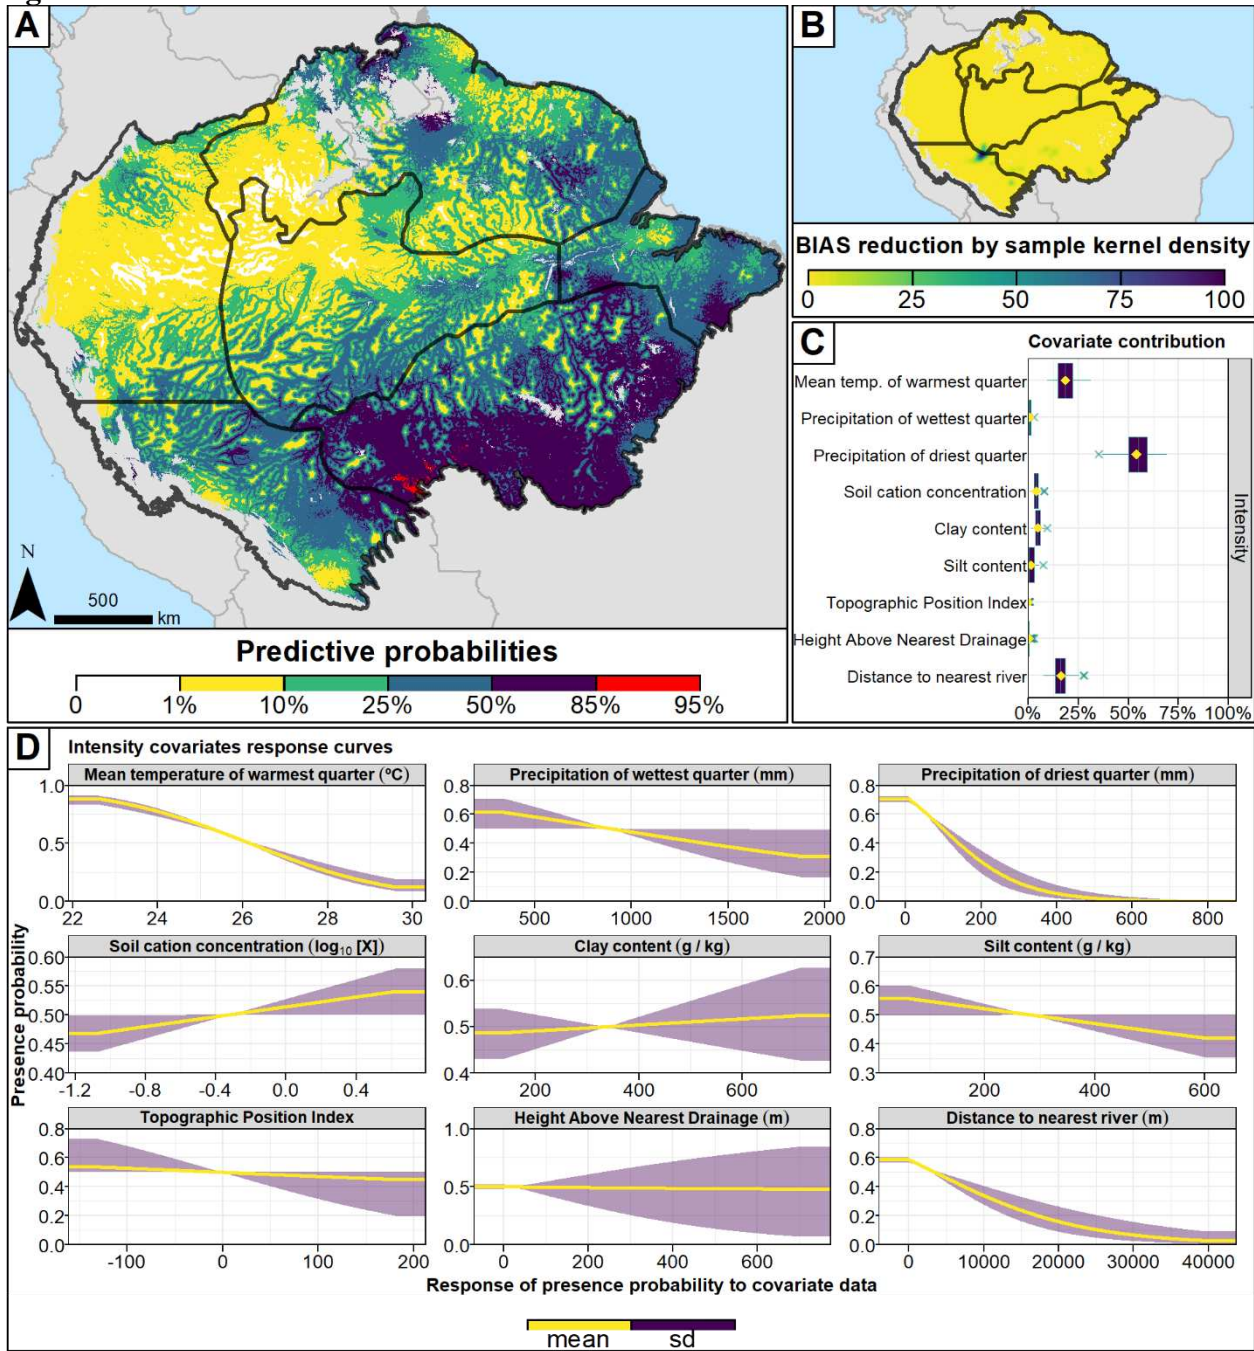 A
N
500
km
Predictive probabilities
0 1% 10% 25% 50% 85% 95%
B
BIAS reduction by sample kernel density
0 25 50 75 100
C
Covariate contribution
Mean temp. of warmest quarter
Precipitation of wettest quarter
Precipitation of driest quarter
Soil cation concentration
Clay content
Silt content
Topographic Position Index
Height Above Nearest Drainage
Distance to nearest river
0% 25% 50% 75% 100%
Intensity
D
Intensity covariates response curves
Presence probability
Mean temperature of warmest quarter (ºC)
1.0
0.5
0.0
22 24 26 28 30
Precipitation of wettest quarter (mm)
0.8
0.6
0.4
0.2
0.0
500 1000 1500 2000
Precipitation of driest quarter (mm)
0.8
0.6
0.4
0.2
0.0
0 200 400 600 800
Soil cation concentration (log₁₀ [X])
0.60
0.55
0.50
0.45
0.40
-1.2 -0.8 -0.4 0.0 0.4
Clay content (g / kg)
0.6
0.5
0.4
200 400 600
Silt content (g / kg)
0.7
0.6
0.5
0.4
0.3
200 400 600
Topographic Position Index
0.8
0.6
0.4
0.2
0.0
-100 0 100 200
Height Above Nearest Drainage (m)
1.0
0.5
0.0
0 200 400 600
Distance to nearest river (m)
0.8
0.6
0.4
0.2
0.0
0 10000 20000 30000 40000
Response of presence probability to covariate data
mean sd